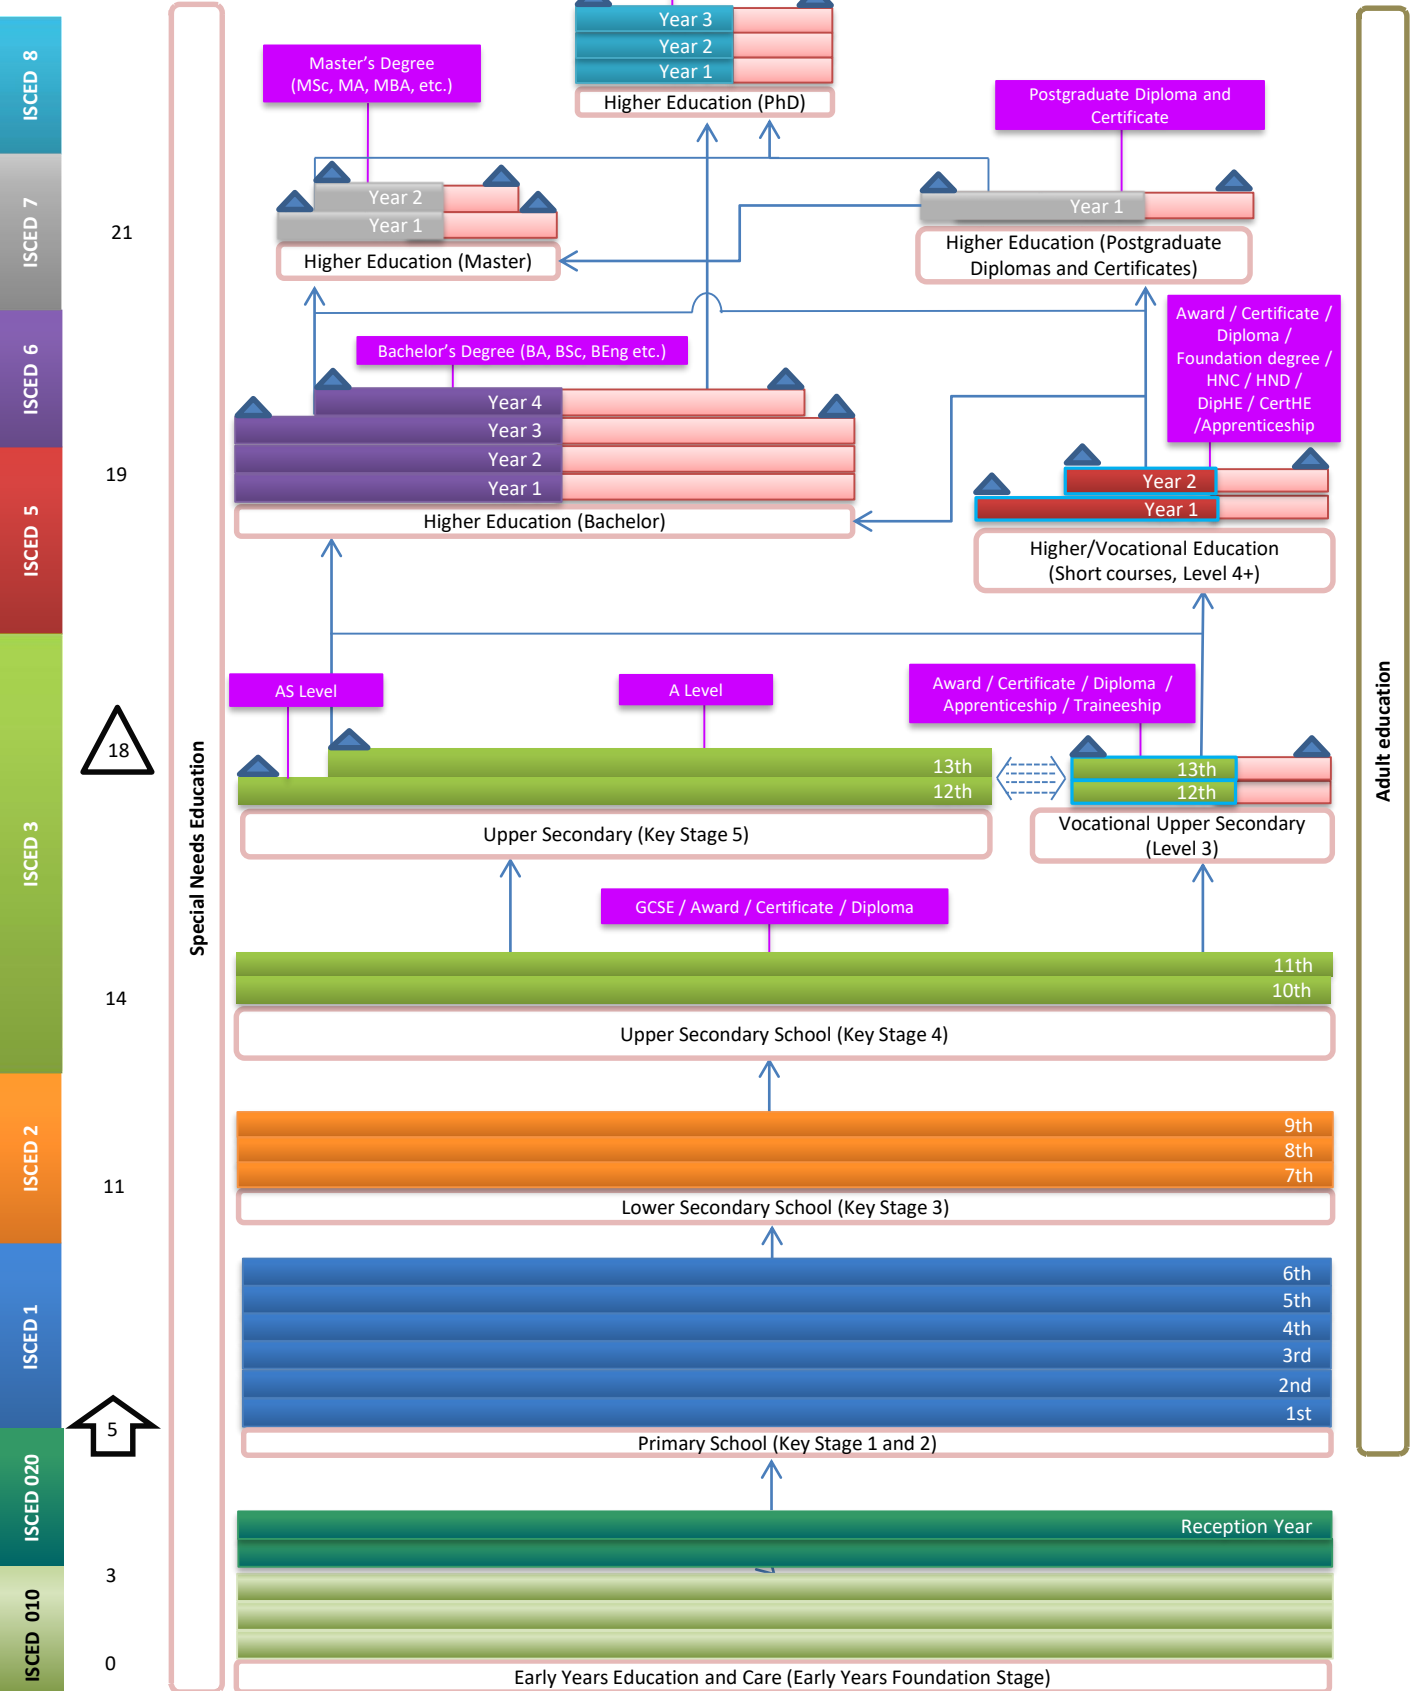 ISCED 8
ISCED 7
ISCED 6
ISCED 5
ISCED 3
ISCED 2
ISCED 1
ISCED 020
ISCED 010
21
19
18
14
11
5
3
0
Special Needs Education
Year 3
Year 2
Year 1
Higher Education (PhD)
Master's Degree
(MSc, MA, MBA, etc.)
Postgraduate Diploma and
Certificate
Year 2
Year 1
Higher Education (Master)
Year 1
Higher Education (Postgraduate
Diplomas and Certificates)
Bachelor's Degree (BA, BSc, BEng etc.)
Award / Certificate /
Diploma /
Foundation degree /
HNC / HND /
DipHE / CertHE
/Apprenticeship
Year 4
Year 3
Year 2
Year 1
Higher Education (Bachelor)
Year 2
Year 1
Higher/Vocational Education
(Short courses, Level 4+)
AS Level
A Level
Award / Certificate / Diploma /
Apprenticeship / Traineeship
13th
12th
Upper Secondary (Key Stage 5)
13th
12th
Vocational Upper Secondary
(Level 3)
GCSE / Award / Certificate / Diploma
11th
10th
Upper Secondary School (Key Stage 4)
9th
8th
7th
Lower Secondary School (Key Stage 3)
6th
5th
4th
3rd
2nd
1st
Primary School (Key Stage 1 and 2)
Reception Year
Early Years Education and Care (Early Years Foundation Stage)
Adult education